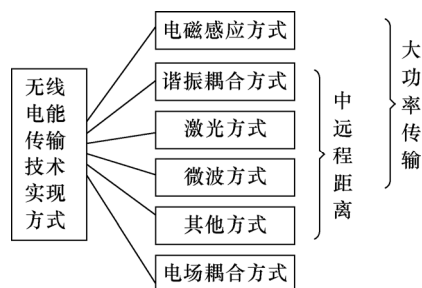 无线
电能
传输
技术
实现
方式
电磁感应方式
谐振耦合方式
激光方式
微波方式
其他方式
电场耦合方式
中远程距离
大功率传输